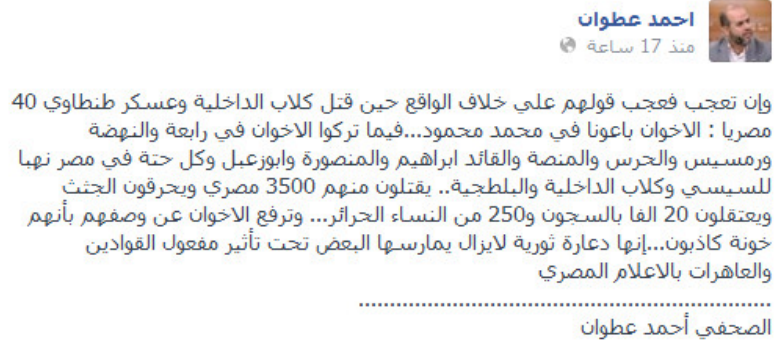 احمد عطوان
منذ 17 ساعة
وإن تعجب فعجب قولهم علي خلاف الواقع حين قتل كلاب الداخلية وعسكر طنطاوي 40
مصريا : الاخوان باعونا في محمد محمود...فيما تركوا الاخوان في رابعة والنهضة
ورمسيس والحرس والمنصة والقائد ابراهيم والمنصورة وابوزعبل وكل حتة في مصر نهبا
للسيسي وكلاب الداخلية والبلطجية.. يقتلون منهم 3500 مصري ويحرقون الجثث
ويعتقلون 20 الفا بالسجون و250 من النساء الحرائر... وترفع الاخوان عن وصفهم بأنهم
خونة كاذبون...إنها دعارة ثورية لايزال يمارسها البعض تحت تأثير مفعول القوادين
والعاهرات بالاعلام المصري
......................................................................
الصحفي أحمد عطوان